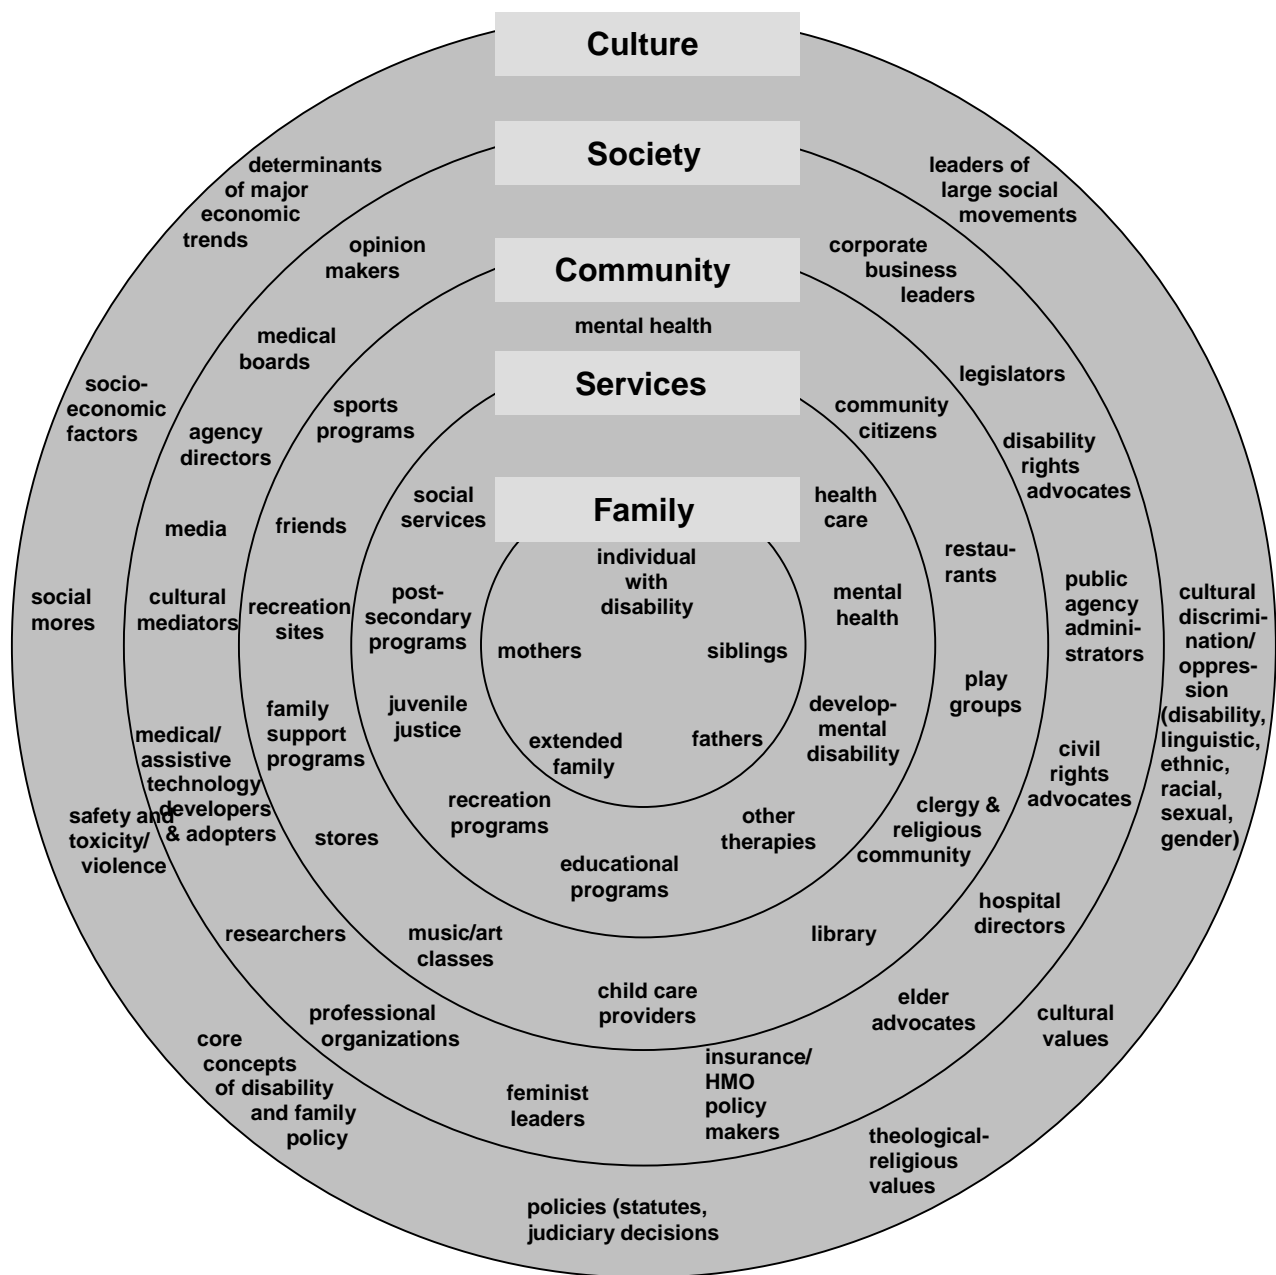 Culture
Society
Community
mental health
Services
Family
individual
with
disability
mothers
siblings
extended
family
fathers
social
services
health
care
post-
secondary
programs
mental
health
juvenile
justice
develop-
mental
disability
recreation
programs
other
therapies
educational
programs
sports
programs
community
citizens
friends
restau-
rants
recreation
sites
play
groups
family
support
programs
clergy &
religious
community
stores
music/art
classes
library
child care
providers
opinion
makers
corporate
business
leaders
medical
boards
legislators
agency
directors
disability
rights
advocates
media
cultural
mediators
public
agency
admini-
strators
medical/
assistive
technology
developers
& adopters
civil
rights
advocates
researchers
hospital
directors
professional
organizations
elder
advocates
feminist
leaders
insurance/
HMO
policy
makers
determinants
of major
economic
trends
leaders of
large social
movements
socio-
economic
factors
social
mores
cultural
discrimi-
nation/
oppres-
sion
(disability,
linguistic,
ethnic,
racial,
sexual,
gender)
safety and
toxicity/
violence
core
concepts
of disability
and family
policy
cultural
values
theological-
religious
values
policies (statutes,
judiciary decisions